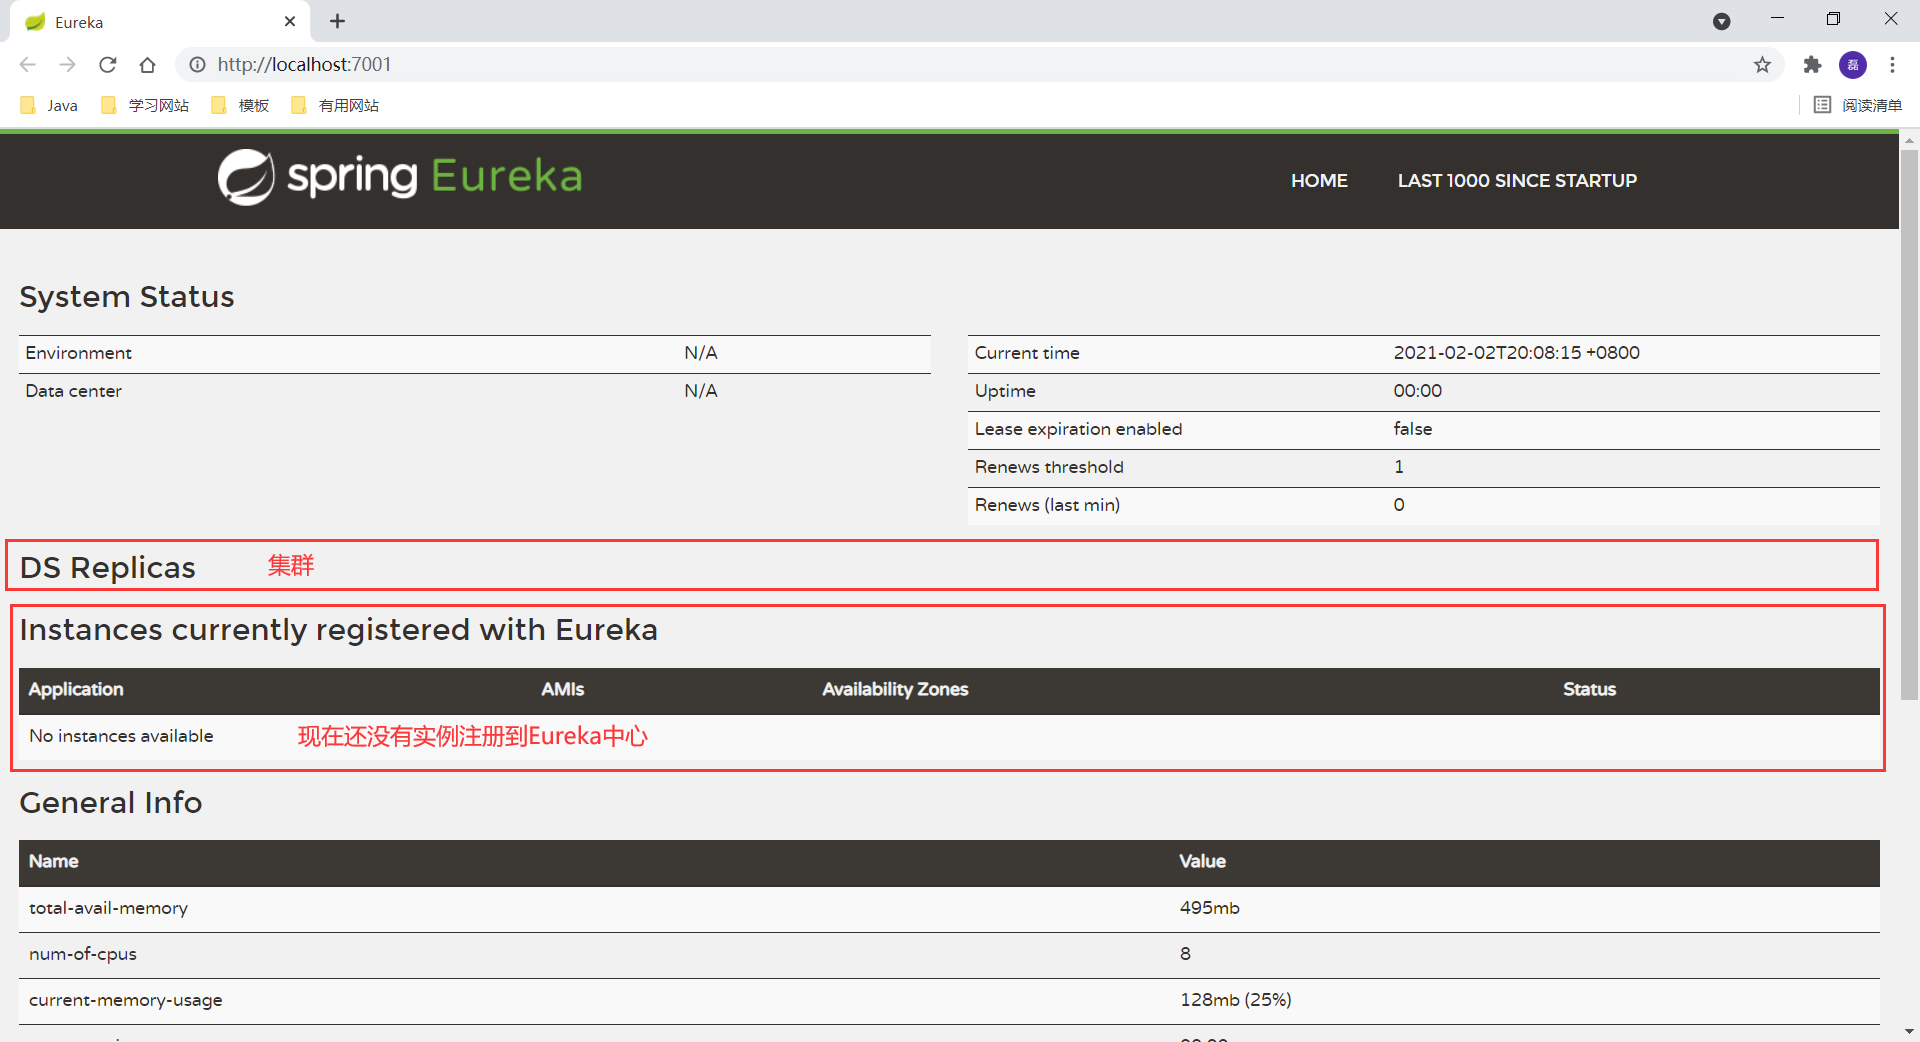 Eureka
http://localhost:7001
磊
Java 学习网站 模板 有用网站 阅读清单
spring Eureka HOME LAST 1000 SINCE STARTUP
System Status
Environment N/A
Data center N/A
Current time 2021-02-02T20:08:15 +0800
Uptime 00:00
Lease expiration enabled false
Renews threshold 1
Renews (last min) 0
DS Replicas 集群
Instances currently registered with Eureka
Application AMIs Availability Zones Status
No instances available 现在还没有实例注册到Eureka中心
General Info
Name Value
total-avail-memory 495mb
num-of-cpus 8
current-memory-usage 128mb (25%)